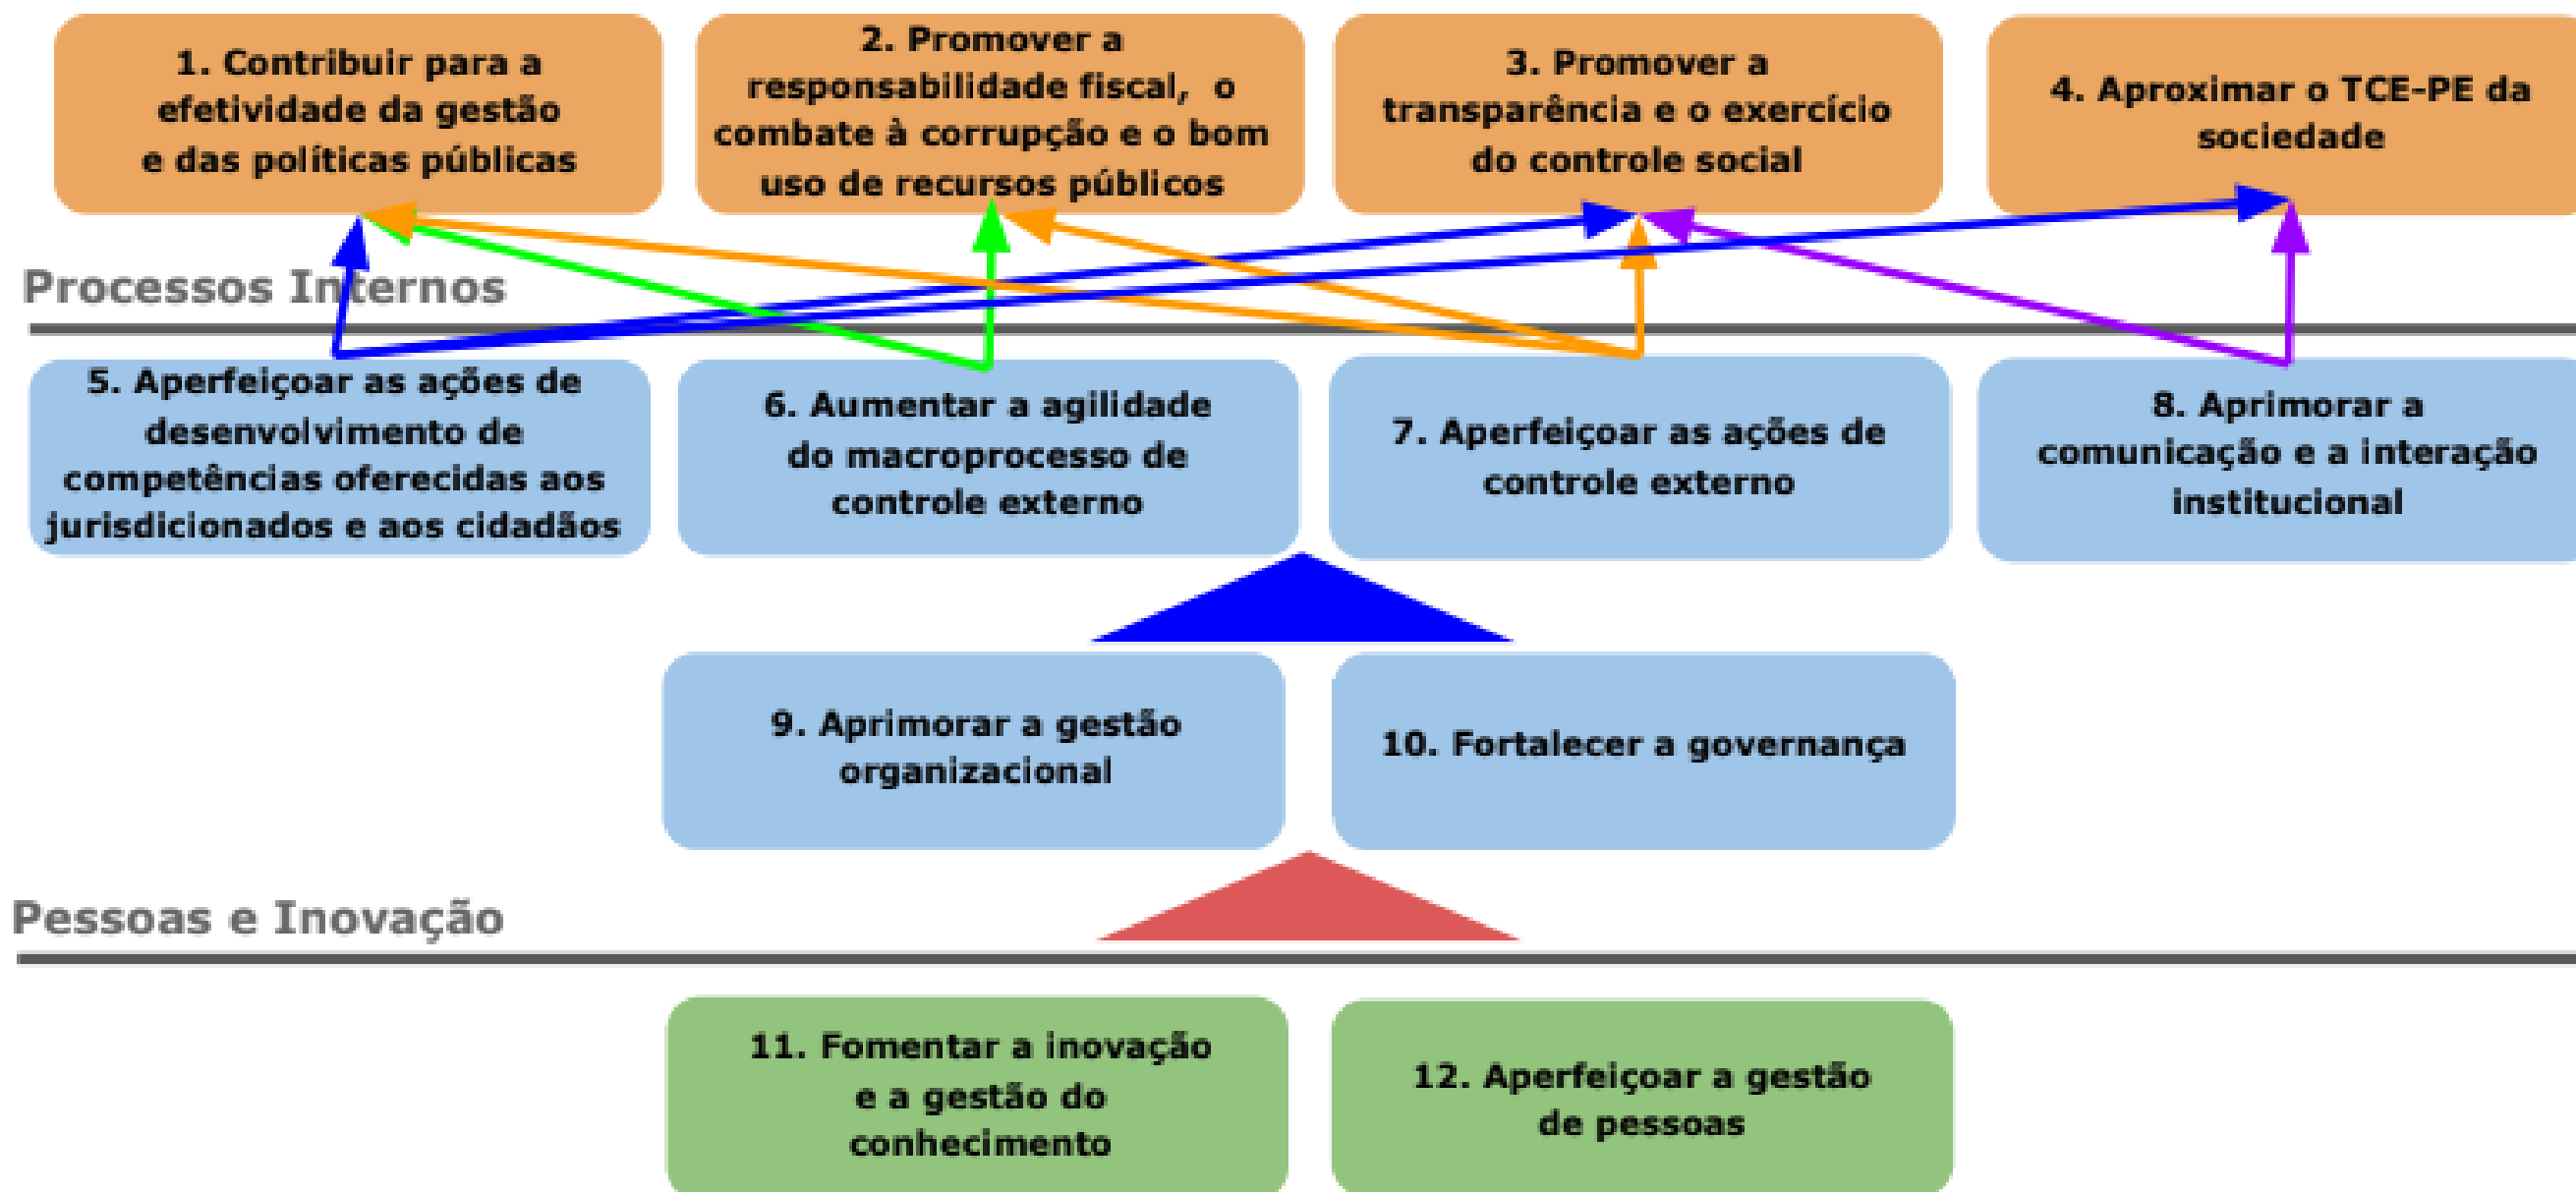 1. Contribuir para a
efetividade da gestão
e das políticas públicas
2. Promover a
responsabilidade fiscal, o
combate à corrupção e o bom
uso de recursos públicos
3. Promover a
transparência e o exercício
do controle social
4. Aproximar o TCE-PE da
sociedade
Processos Internos
5. Aperfeiçoar as ações de
desenvolvimento de
competências oferecidas aos
jurisdicionados e aos cidadãos
6. Aumentar a agilidade
do macroprocesso de
controle externo
7. Aperfeiçoar as ações de
controle externo
8. Aprimorar a
comunicação e a interação
institucional
9. Aprimorar a gestão
organizacional
10. Fortalecer a governança
Pessoas e Inovação
11. Fomentar a inovação
e a gestão do
conhecimento
12. Aperfeiçoar a gestão
de pessoas